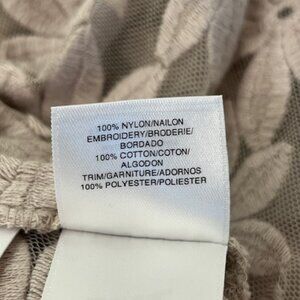 100% NYLON/NAILON
EMBROIDERY/BRODERIE/
BORDADO
100% COTTON/COTON/
ALGODON
TRIM/GARNITURE/ADORNOS
100% POLYESTER/POLIESTER